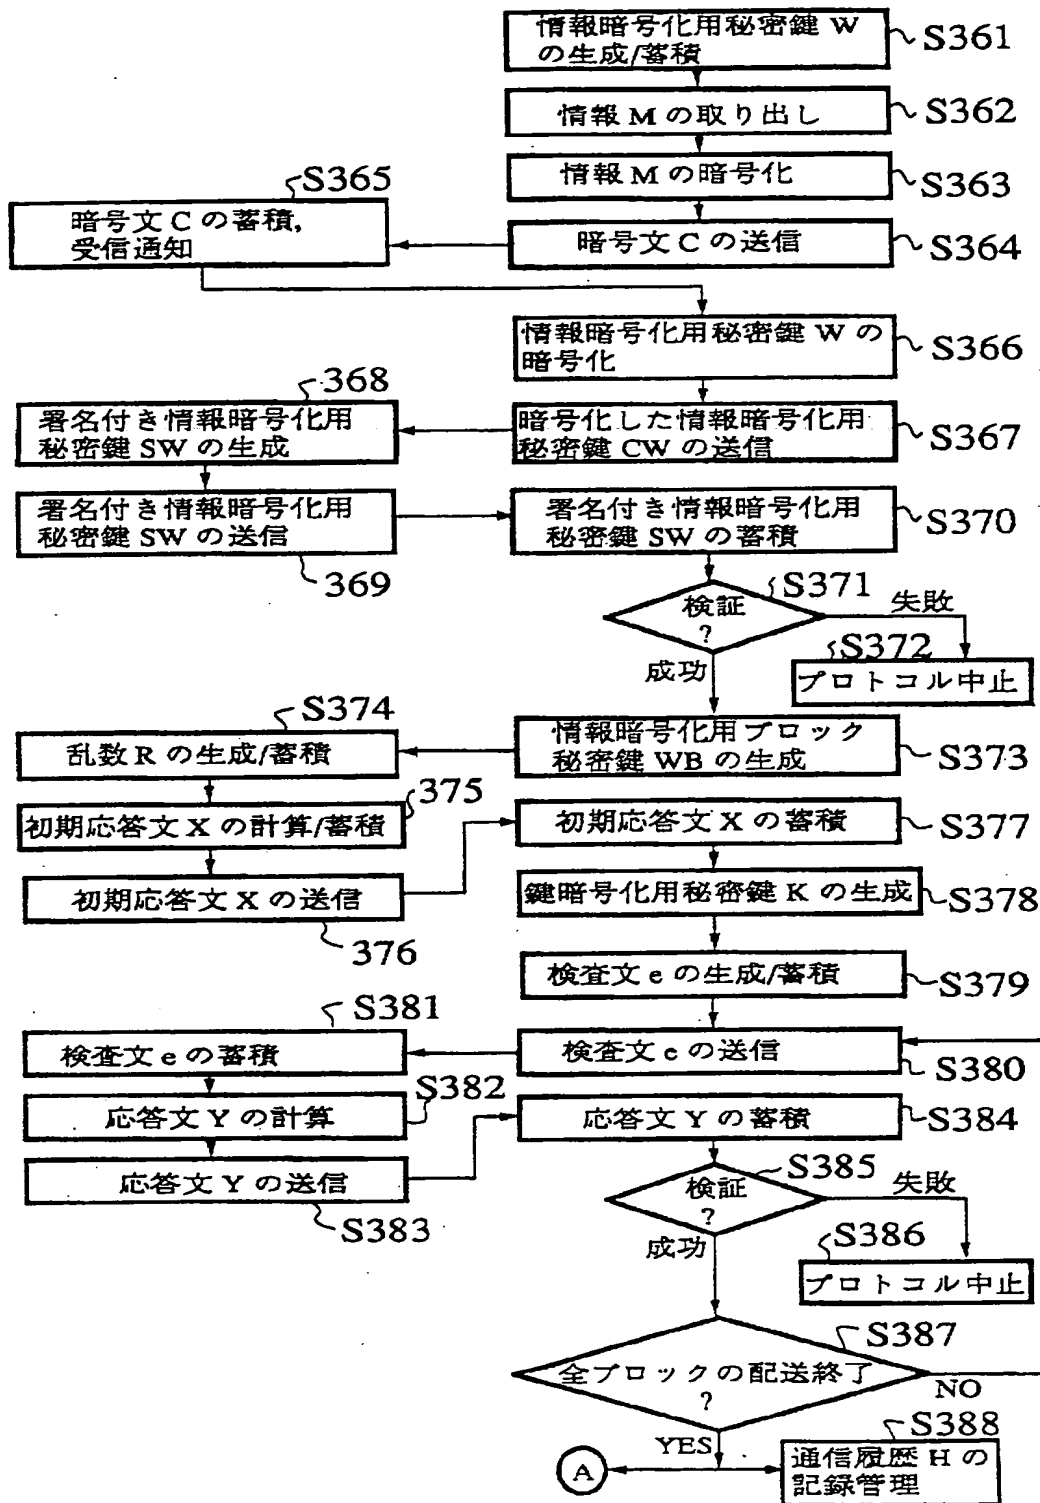 情報暗号化用秘密鍵 W
の生成/蓄積
S361
情報 M の取り出し
S362
情報 M の暗号化
S363
S365
暗号文 C の蓄積,
受信通知
暗号文 C の送信
S364
情報暗号化用秘密鍵 W の
暗号化
S366
368
署名付き情報暗号化用
秘密鍵 SW の生成
暗号化した情報暗号化用
秘密鍵 CW の送信
S367
署名付き情報暗号化用
秘密鍵 SW の送信
369
署名付き情報暗号化用
秘密鍵 SW の蓄積
S370
検証
?
S371
失敗
成功
S372
プロトコル中止
S374
乱数 R の生成/蓄積
情報暗号化用ブロック
秘密鍵 WB の生成
S373
375
初期応答文 X の計算/蓄積
初期応答文 X の蓄積
S377
初期応答文 X の送信
376
鍵暗号化用秘密鍵 K の生成
S378
検査文 e の生成/蓄積
S379
S381
検査文 e の蓄積
検査文 e の送信
S380
S382
応答文 Y の計算
応答文 Y の蓄積
S384
応答文 Y の送信
S383
検証
?
S385
失敗
成功
S386
プロトコル中止
S387
全ブロックの配送終了
?
NO
YES
S388
A
通信履歴 H の
記録管理